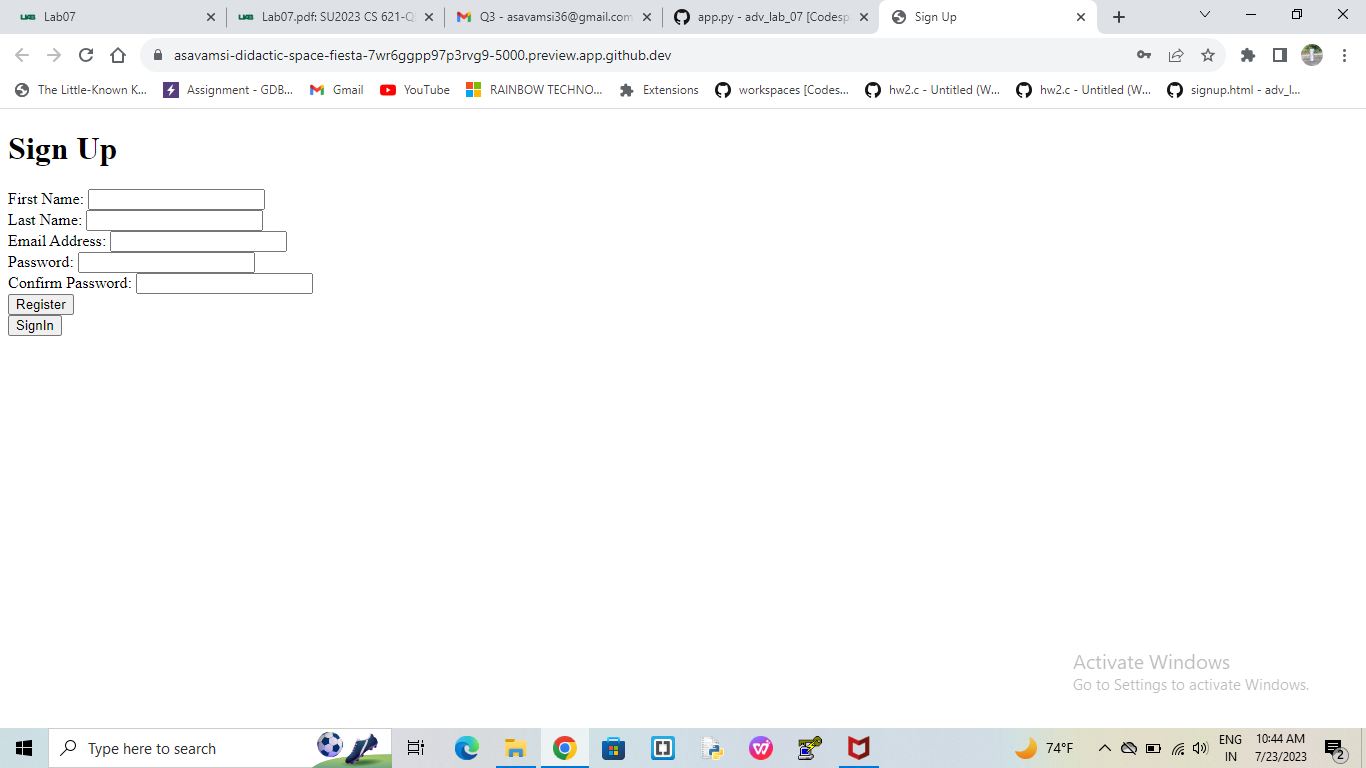 Lab07
Lab07.pdf: SU2023 CS 621-Q
Q3 - asavamsi36@gmail.com
app.py - adv_lab_07 [Codesp
Sign Up
asavamsi-didactic-space-fiesta-7wr6ggpp97p3rvg9-5000.preview.app.github.dev
The Little-Known K...
Assignment - GDB...
Gmail
YouTube
RAINBOW TECHNO...
Extensions
workspaces [Codes...
hw2.c - Untitled (W...
hw2.c - Untitled (W...
signup.html - adv_l...
Sign Up
First Name:
Last Name:
Email Address:
Password:
Confirm Password:
Register
SignIn
Activate Windows
Go to Settings to activate Windows.
Type here to search
74°F
ENG
IN
10:44 AM
7/23/2023
2